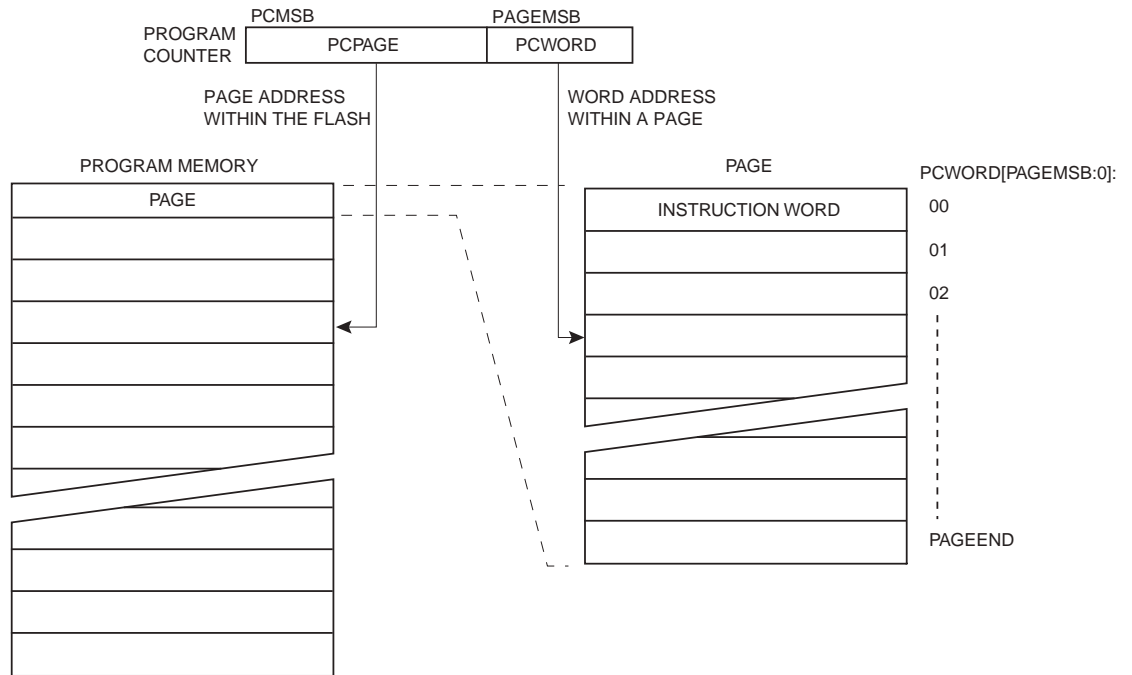 PCMSB
PAGEMSB
PROGRAM
COUNTER
PCPAGE
PCWORD
PAGE ADDRESS
WITHIN THE FLASH
WORD ADDRESS
WITHIN A PAGE
PROGRAM MEMORY
PAGE
PAGE
PCWORD[PAGEMSB:0]:
INSTRUCTION WORD
00
01
02
PAGEEND